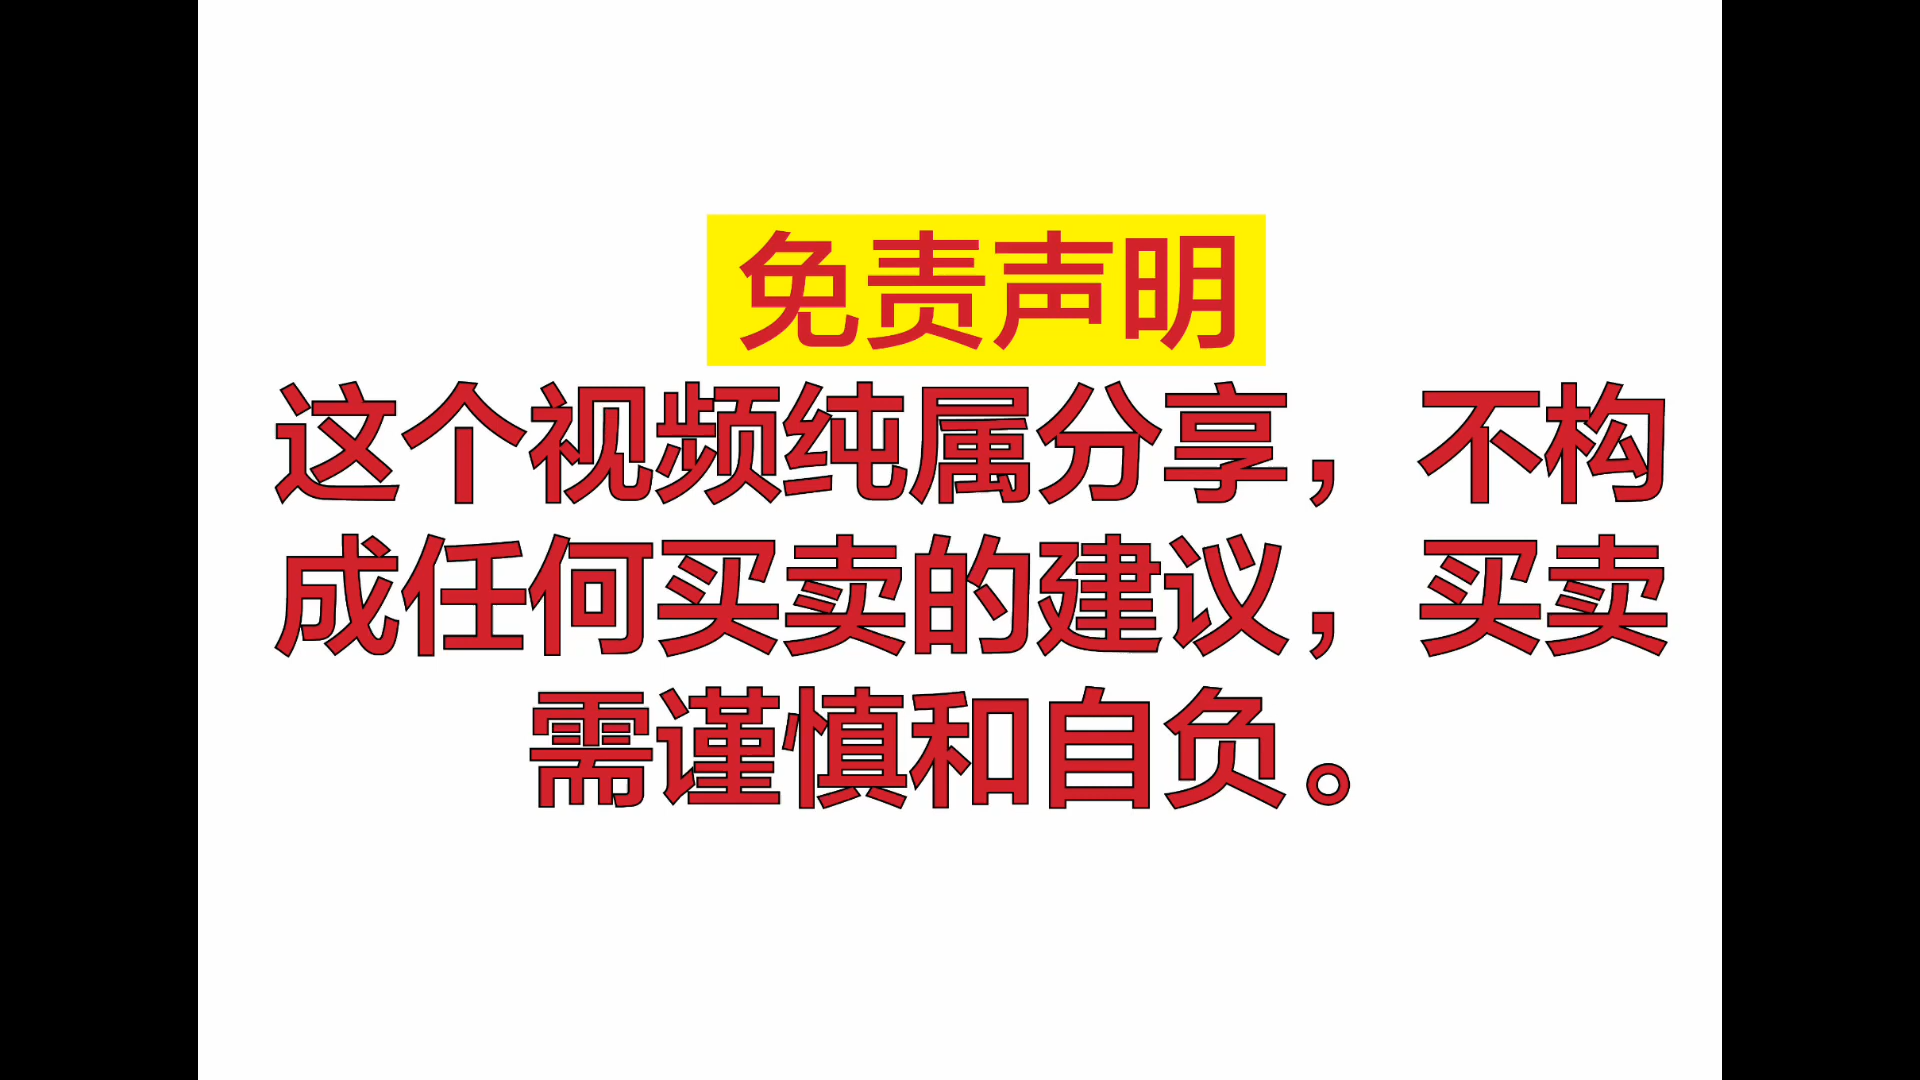 免责声明
这个视频纯属分享，不构
成任何买卖的建议，买卖
需谨慎和自负。